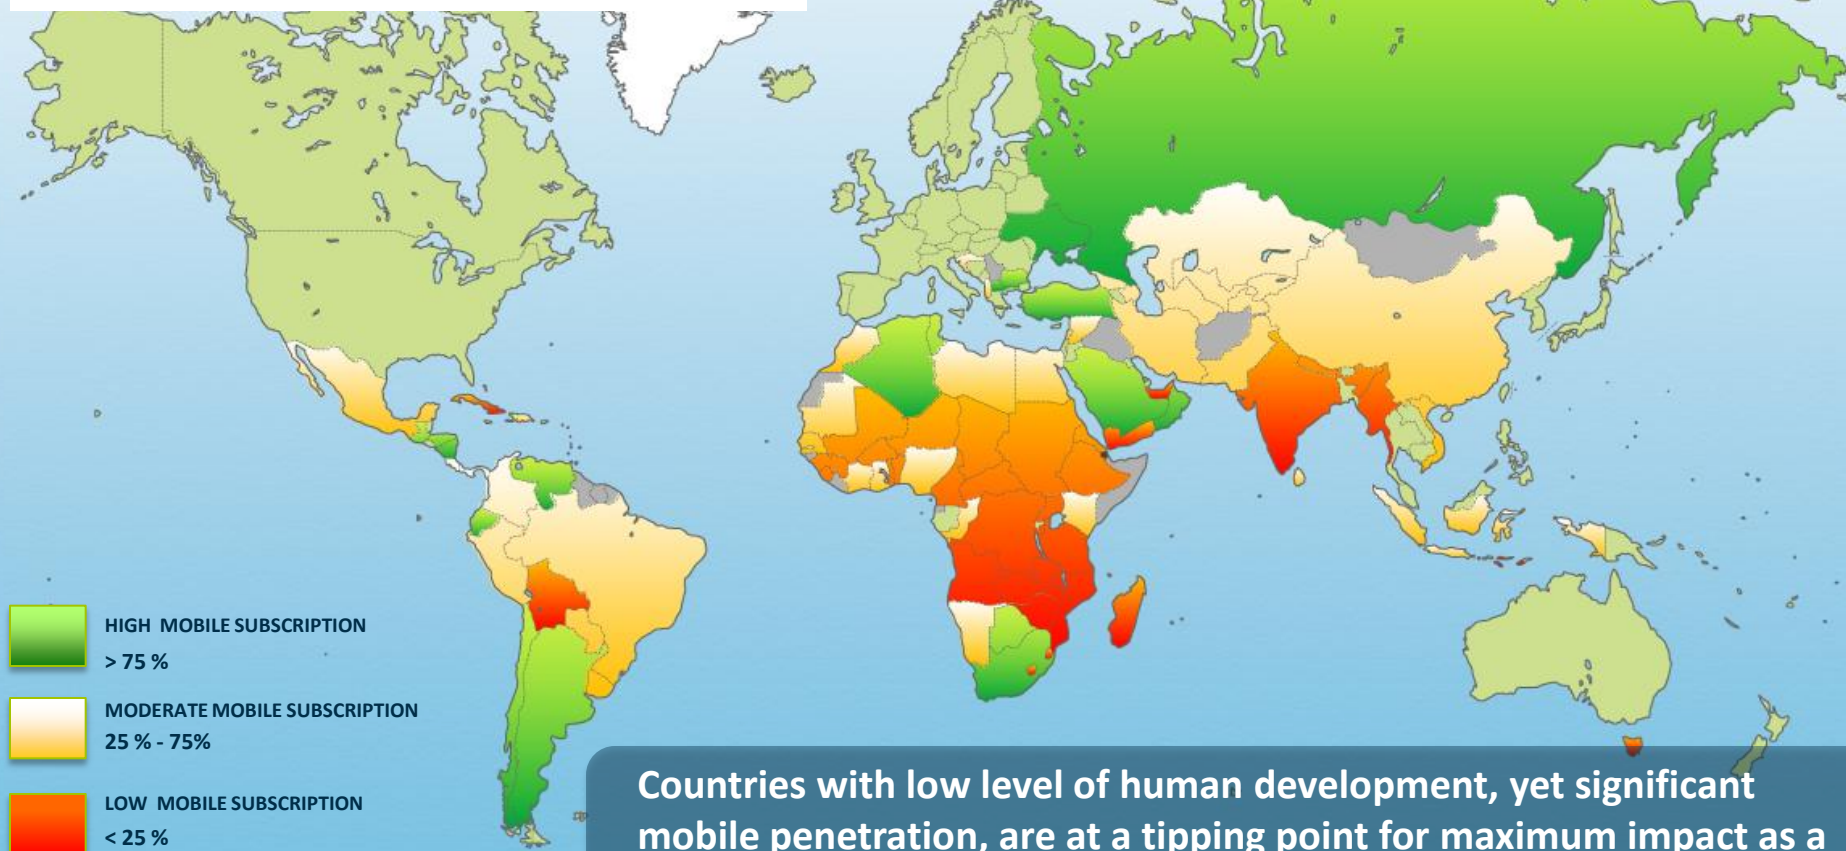 HIGH MOBILE SUBSCRIPTION
> 75 %
MODERATE MOBILE SUBSCRIPTION
25 % - 75%
LOW MOBILE SUBSCRIPTION
< 25 %
Countries with low level of human development, yet significant
mobile penetration, are at a tipping point for maximum impact as a